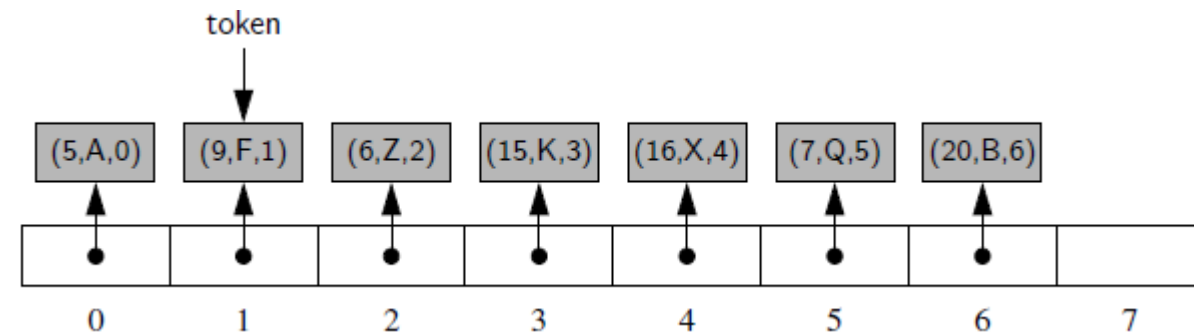 token
(5,A,0) (9,F,1) (6,Z,2) (15,K,3) (16,X,4) (7,Q,5) (20,B,6)
0 1 2 3 4 5 6 7